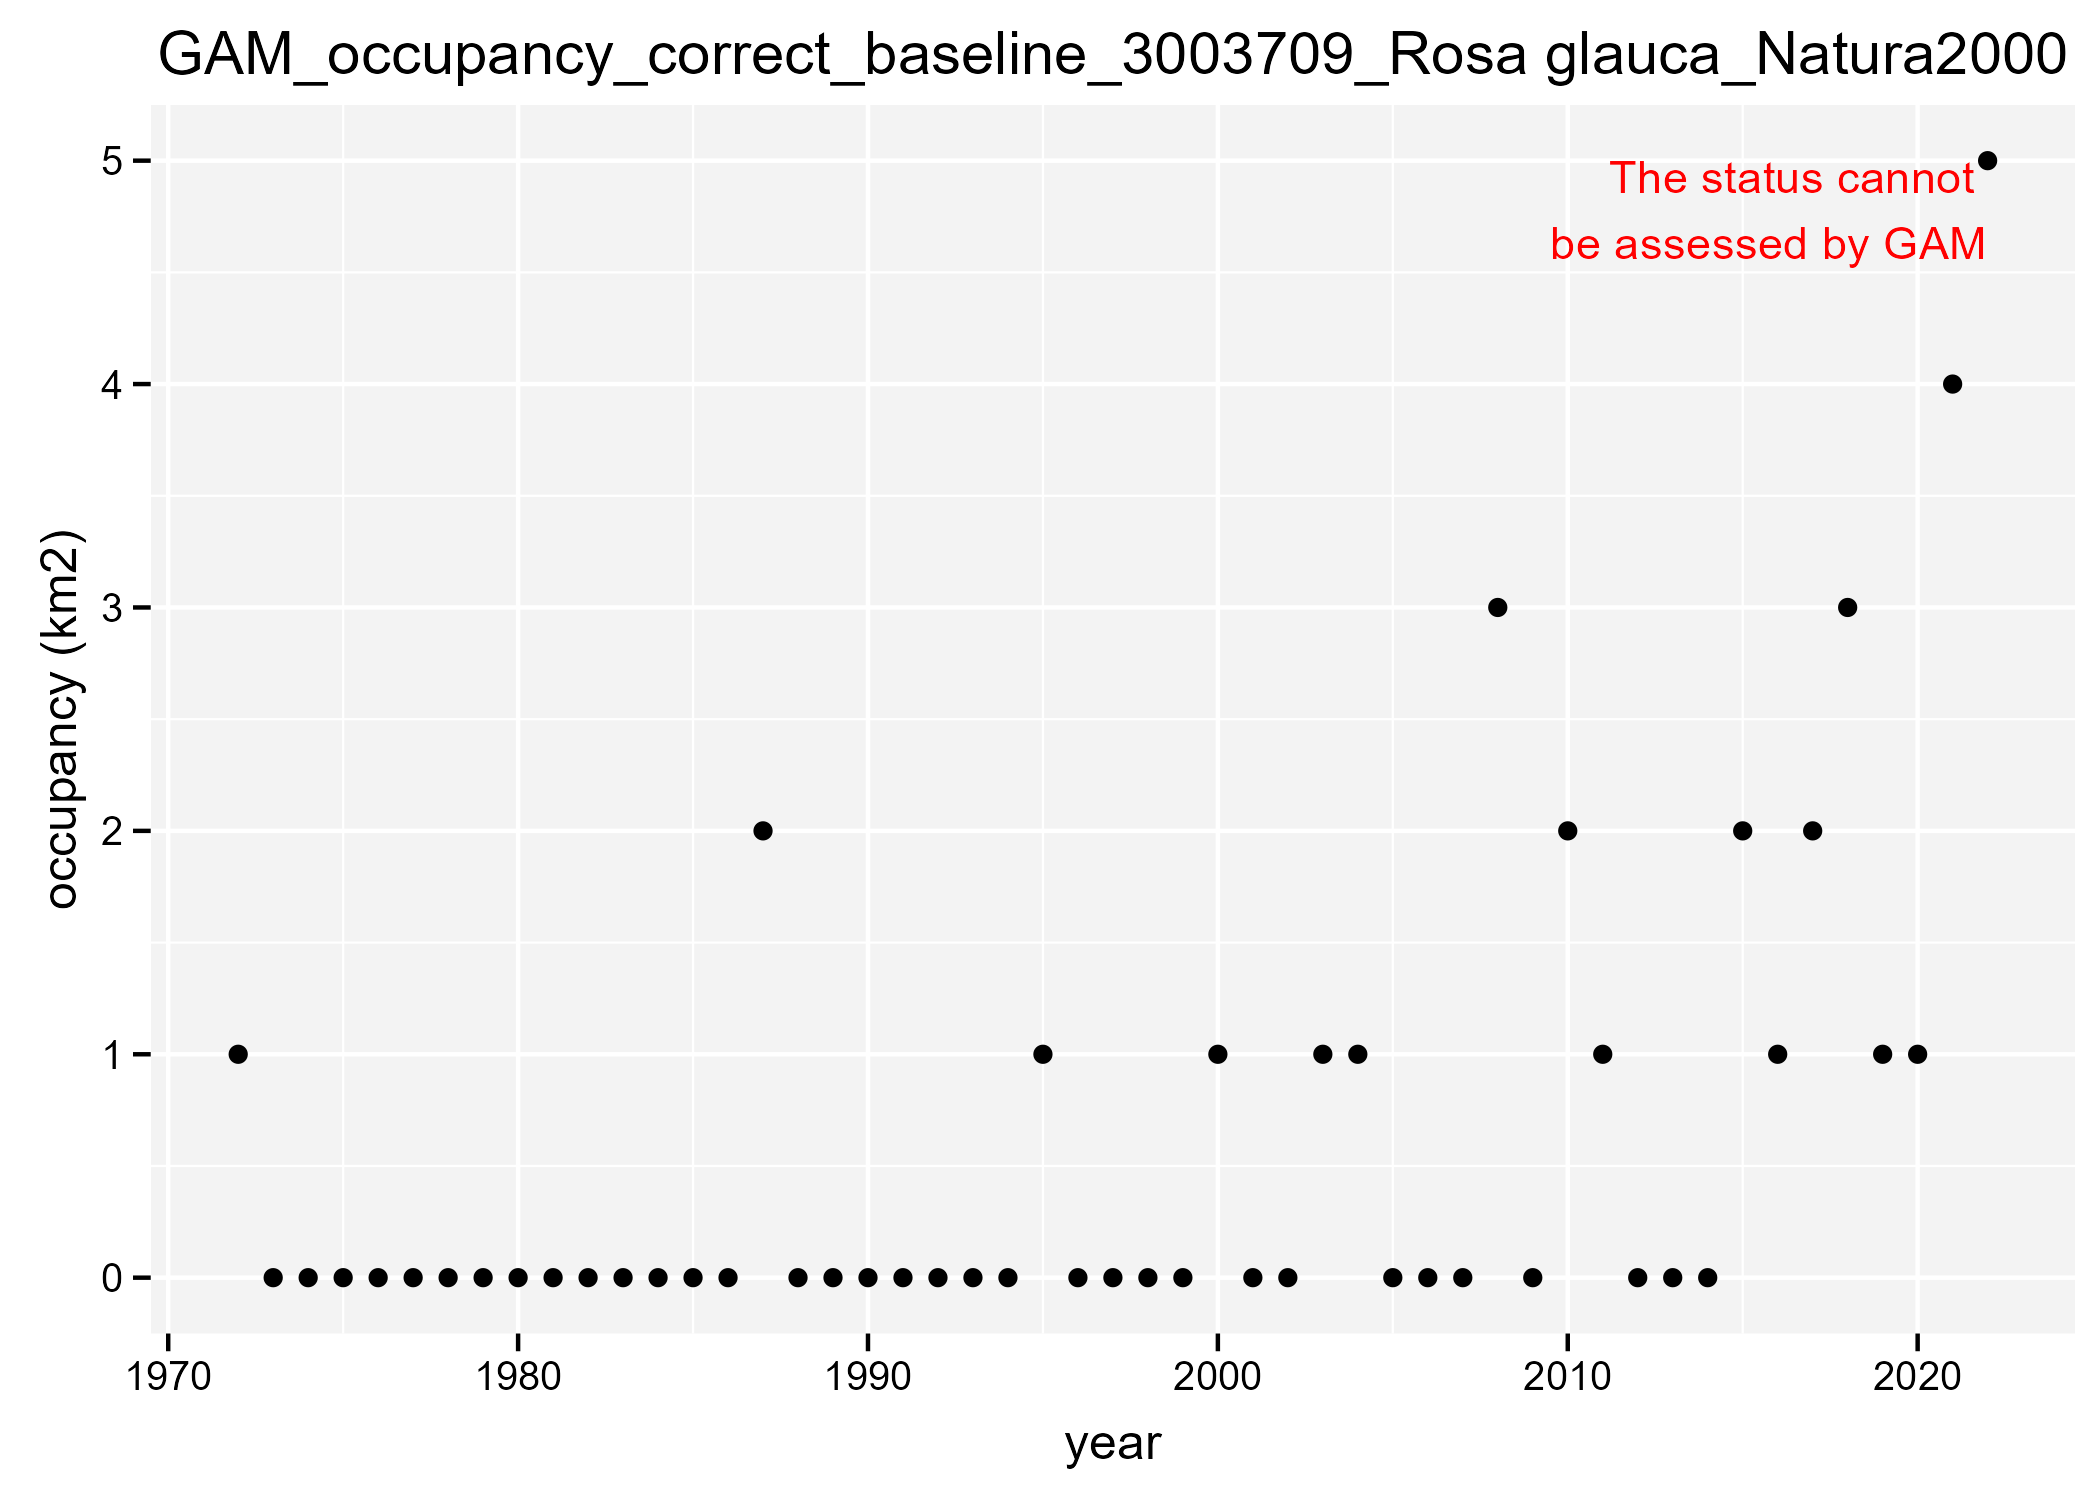 GAM_occupancy_correct_baseline_3003709_Rosa glauca_Natura2000
The status cannot
be assessed by GAM
occupancy (km2)
5
4
3
2
1
0
1970 1980 1990 2000 2010 2020
year